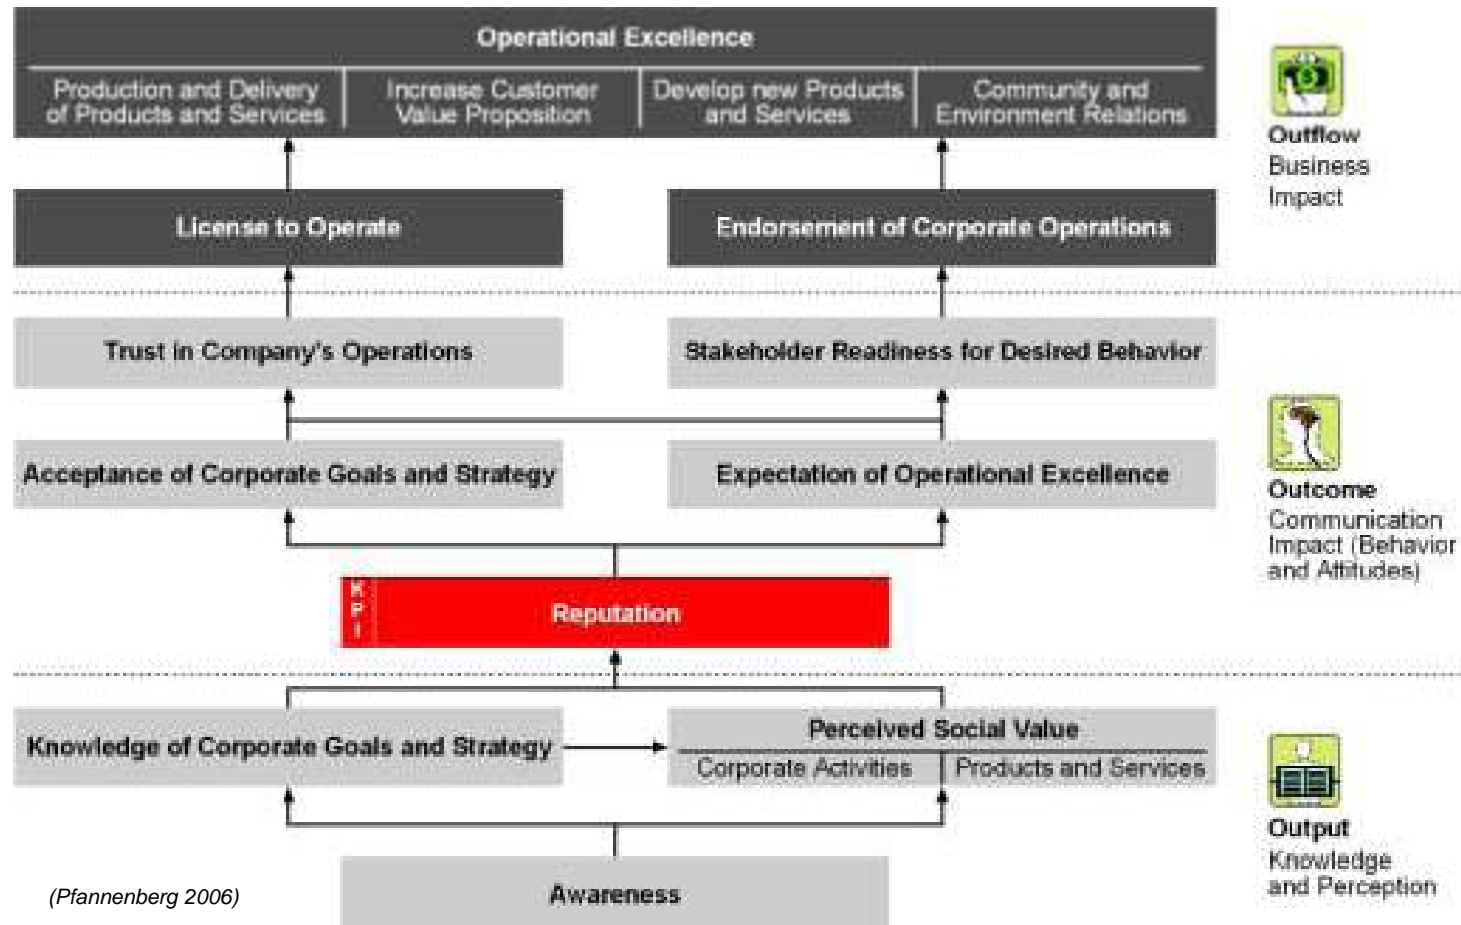 Operational Excellence
Production and Delivery
of Products and Services
Increase Customer
Value Proposition
Develop new Products
and Services
Community and
Environment Relations
Outflow
Business
Impact
License to Operate
Endorsement of Corporate Operations
Trust in Company's Operations
Stakeholder Readiness for Desired Behavior
Acceptance of Corporate Goals and Strategy
Expectation of Operational Excellence
Outcome
Communication
Impact (Behavior
and Attitudes)
KPI
Reputation
Knowledge of Corporate Goals and Strategy
Perceived Social Value
Corporate Activities
Products and Services
Output
Knowledge
and Perception
Awareness
(Pfannenberg 2006)